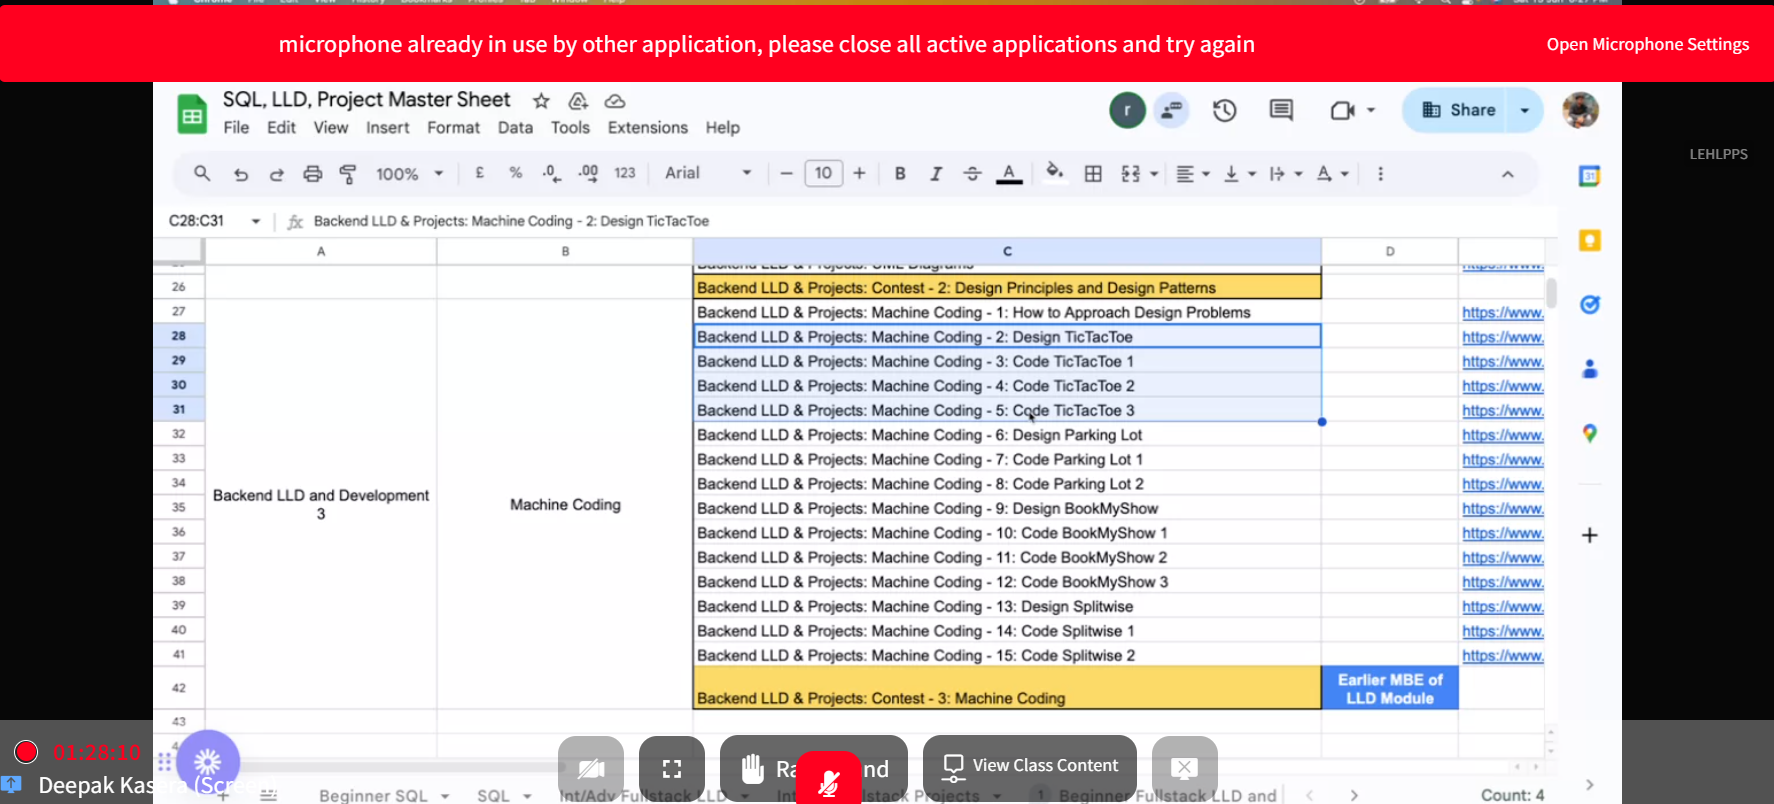 microphone already in use by other application, please close all active applications and try again
Open Microphone Settings
SQL, LLD, Project Master Sheet
r
Share
File Edit View Insert Format Data Tools Extensions Help
LEHLPPS
100% £ % .0 .00 123 Arial 10 B I S A
31
C28:C31
fx Backend LLD & Projects: Machine Coding - 2: Design TicTacToe
A B C D
Backend LLD & Projects: UML Diagrams https://www.
26 Backend LLD & Projects: Contest - 2: Design Principles and Design Patterns
27 Backend LLD & Projects: Machine Coding - 1: How to Approach Design Problems https://www.
28 Backend LLD & Projects: Machine Coding - 2: Design TicTacToe https://www.
29 Backend LLD & Projects: Machine Coding - 3: Code TicTacToe 1 https://www.
30 Backend LLD & Projects: Machine Coding - 4: Code TicTacToe 2 https://www.
31 Backend LLD & Projects: Machine Coding - 5: Code TicTacToe 3 https://www.
32 Backend LLD & Projects: Machine Coding - 6: Design Parking Lot https://www.
33 Backend LLD & Projects: Machine Coding - 7: Code Parking Lot 1 https://www.
34 Backend LLD & Projects: Machine Coding - 8: Code Parking Lot 2 https://www.
Backend LLD and Development
3
Machine Coding
35 Backend LLD & Projects: Machine Coding - 9: Design BookMyShow https://www.
36 Backend LLD & Projects: Machine Coding - 10: Code BookMyShow 1 https://www.
37 Backend LLD & Projects: Machine Coding - 11: Code BookMyShow 2 https://www.
38 Backend LLD & Projects: Machine Coding - 12: Code BookMyShow 3 https://www.
39 Backend LLD & Projects: Machine Coding - 13: Design Splitwise https://www.
40 Backend LLD & Projects: Machine Coding - 14: Code Splitwise 1 https://www.
41 Backend LLD & Projects: Machine Coding - 15: Code Splitwise 2 https://www.
42 Backend LLD & Projects: Contest - 3: Machine Coding
Earlier MBE of
LLD Module
43
01:28:10
View Class Content
Deepak Kasera (Screen)
Beginner SQL SQL Int/Adv Fullstack LLD 1 Beginner Fullstack LLD and
Count: 4